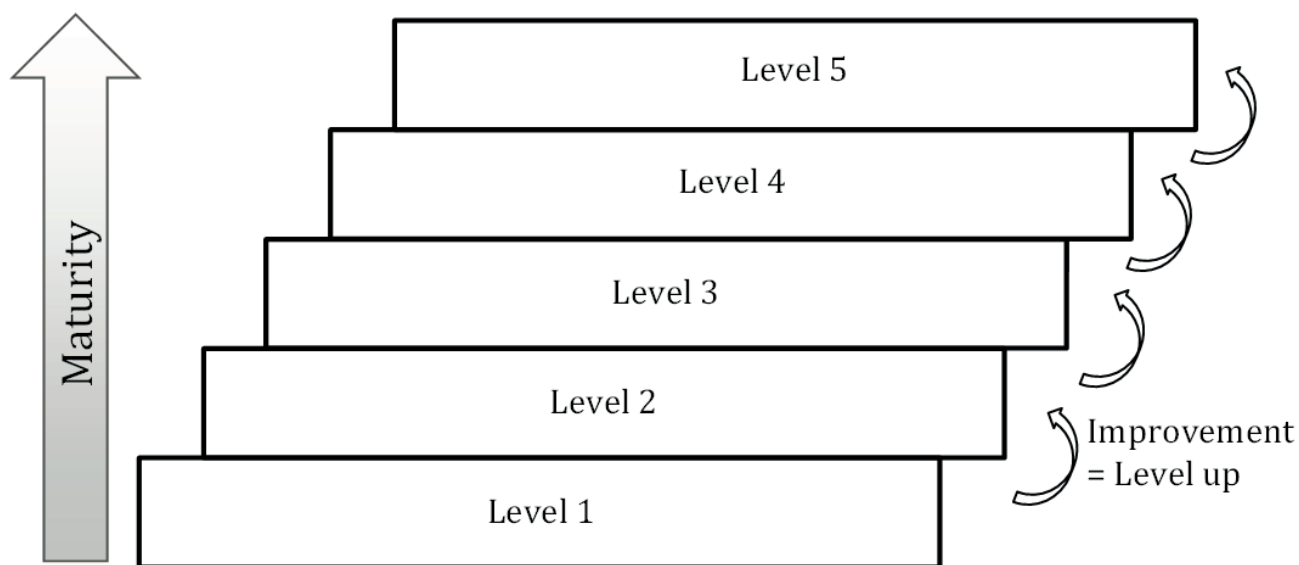 Level 5
Level 4
Level 3
Level 2
Level 1
Maturity
Improvement
= Level up